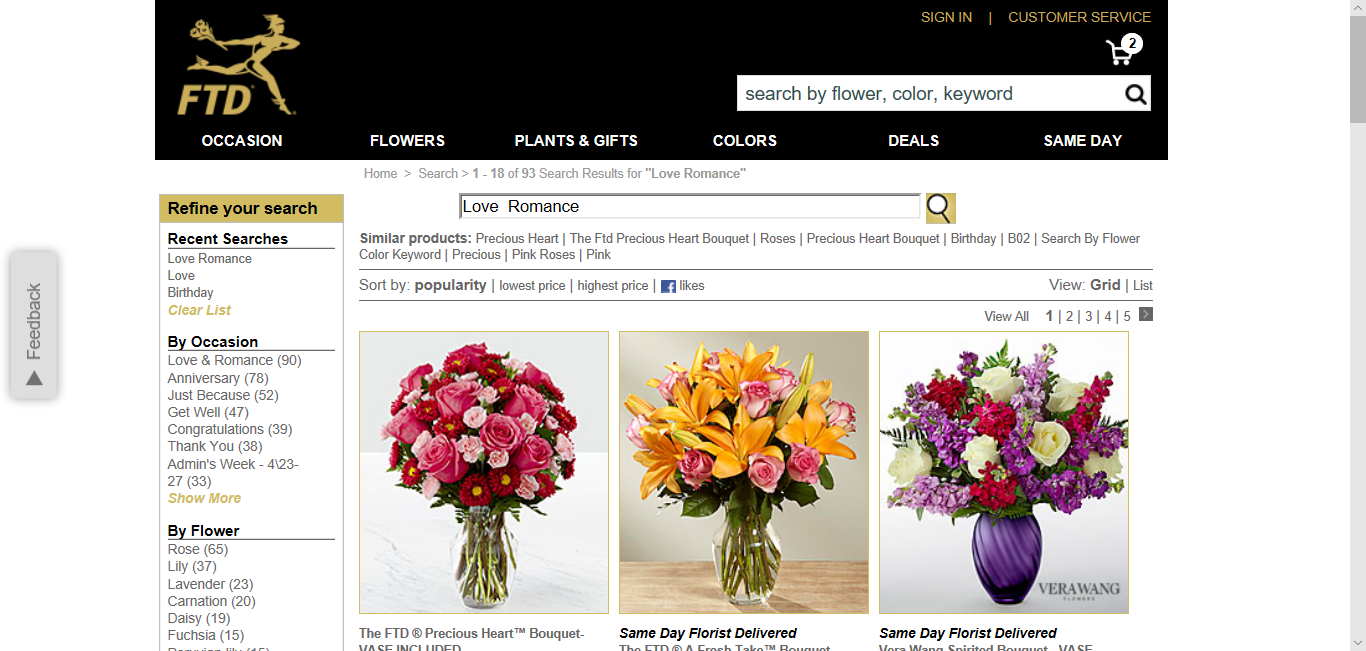 SIGN IN | CUSTOMER SERVICE
2
FTD
search by flower, color, keyword
OCCASION FLOWERS PLANTS & GIFTS COLORS DEALS SAME DAY
Home > Search > 1 - 18 of 93 Search Results for "Love Romance"
Refine your search
Recent Searches
Love Romance
Love
Birthday
Clear List
By Occasion
Love & Romance (90)
Anniversary (78)
Just Because (52)
Get Well (47)
Congratulations (39)
Thank You (38)
Admin's Week - 4\23-
27 (33)
Show More
By Flower
Rose (65)
Lily (37)
Lavender (23)
Carnation (20)
Daisy (19)
Fuchsia (15)
Peruvian lily (15)
Feedback
Love  Romance
Similar products: Precious Heart | The Ftd Precious Heart Bouquet | Roses | Precious Heart Bouquet | Birthday | B02 | Search By Flower
Color Keyword | Precious | Pink Roses | Pink
Sort by: popularity | lowest price | highest price | f likes
View: Grid | List
View All 1 | 2 | 3 | 4 | 5 >
VERAWANG
FLOWERS
The FTD ® Precious Heart™ Bouquet-
VASE INCLUDED
Same Day Florist Delivered
The FTD ® A Fresh Take™ Bouquet
Same Day Florist Delivered
Vera Wang Spirited Bouquet - VASE